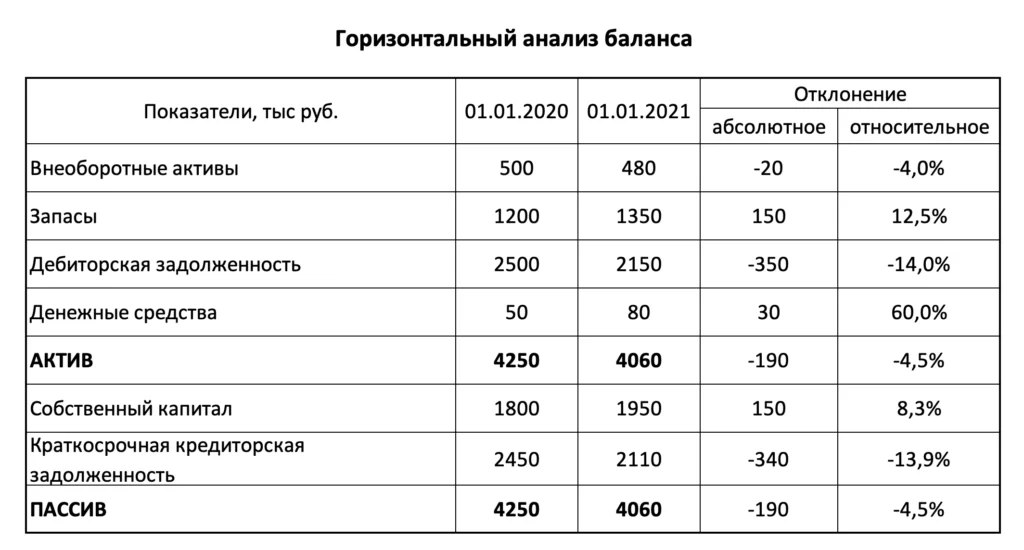 Горизонтальный анализ баланса
Показатели, тыс руб. 01.01.2020 01.01.2021 Отклонение
абсолютное относительное
Внеоборотные активы 500 480 -20 -4,0%
Запасы 1200 1350 150 12,5%
Дебиторская задолженность 2500 2150 -350 -14,0%
Денежные средства 50 80 30 60,0%
АКТИВ 4250 4060 -190 -4,5%
Собственный капитал 1800 1950 150 8,3%
Краткосрочная кредиторская
задолженность 2450 2110 -340 -13,9%
ПАССИВ 4250 4060 -190 -4,5%